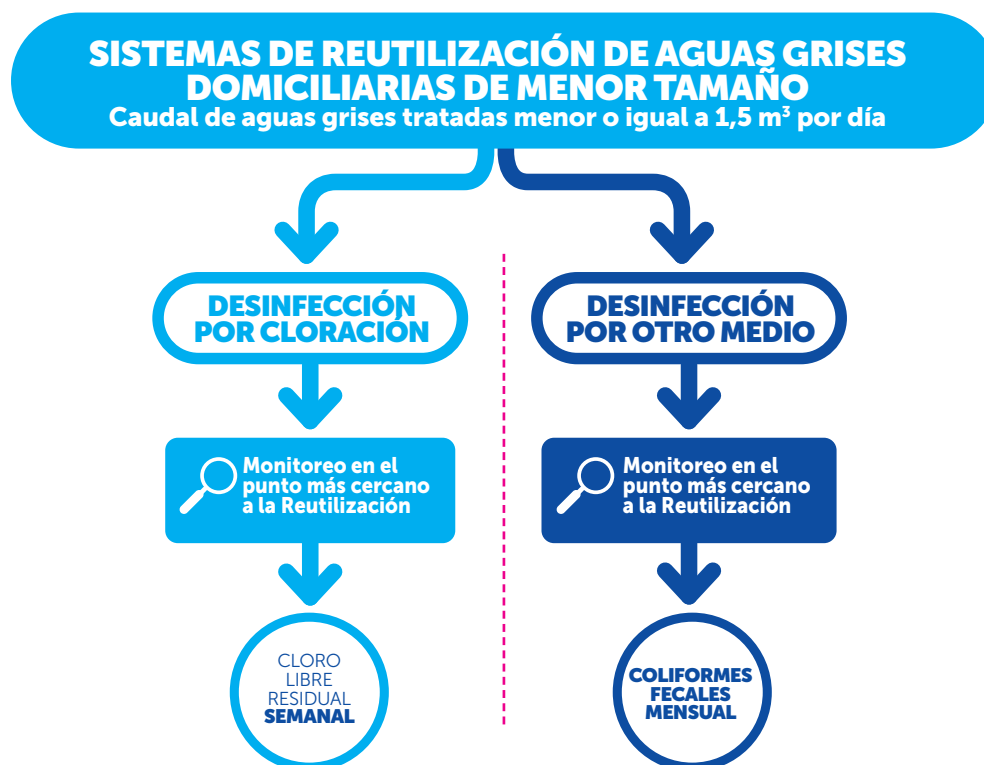 SISTEMAS DE REUTILIZACIÓN DE AGUAS GRISES
DOMICILIARIAS DE MENOR TAMAÑO
Caudal de aguas grises tratadas menor o igual a 1,5 m³ por día
DESINFECCIÓN
POR CLORACIÓN
Monitoreo en el
punto más cercano
a la Reutilización
CLORO
LIBRE
RESIDUAL
SEMANAL
DESINFECCIÓN
POR OTRO MEDIO
Monitoreo en el
punto más cercano
a la Reutilización
COLIFORMES
FECALES
MENSUAL